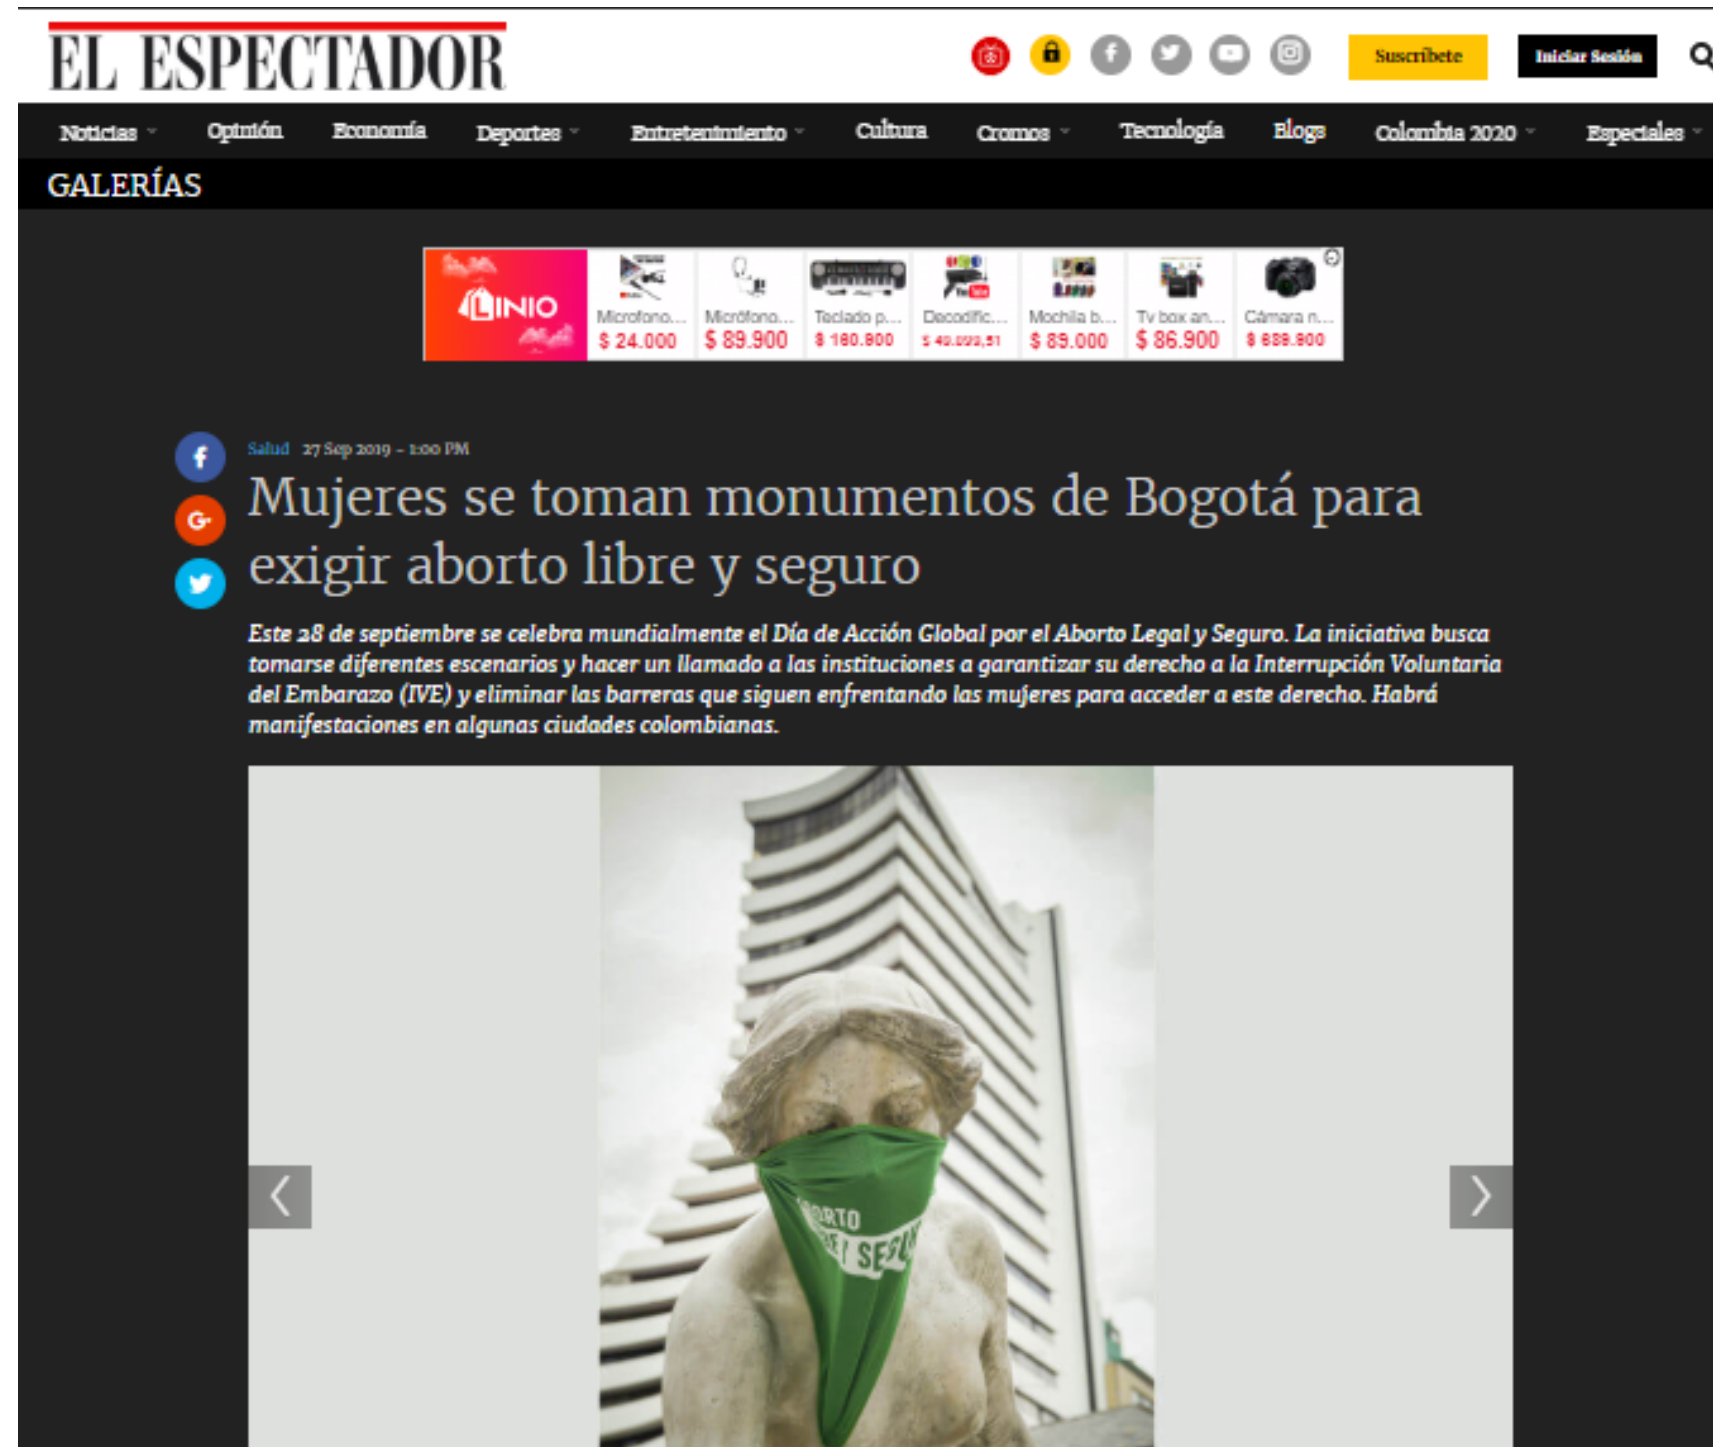 EL ESPECTADOR
Suscríbete
Iniciar Sesión
Noticias
Opinión
Economía
Deportes
Entretenimiento
Cultura
Cromos
Tecnología
Blogs
Colombia 2020
Especiales
GALERÍAS
LINIO
Microfono...
$ 24.000
Micrófono...
$ 89.900
Teclado p...
Decodific...
Mochila b...
$ 89.000
Tv box an...
$ 86.900
Cámara n...
Salud 27 Sep 2019 - 1:00 PM
Mujeres se toman monumentos de Bogotá para
exigir aborto libre y seguro
Este 28 de septiembre se celebra mundialmente el Día de Acción Global por el Aborto Legal y Seguro. La iniciativa busca
tomarse diferentes escenarios y hacer un llamado a las instituciones a garantizar su derecho a la Interrupción Voluntaria
del Embarazo (IVE) y eliminar las barreras que siguen enfrentando las mujeres para acceder a este derecho. Habrá
manifestaciones en algunas ciudades colombianas.